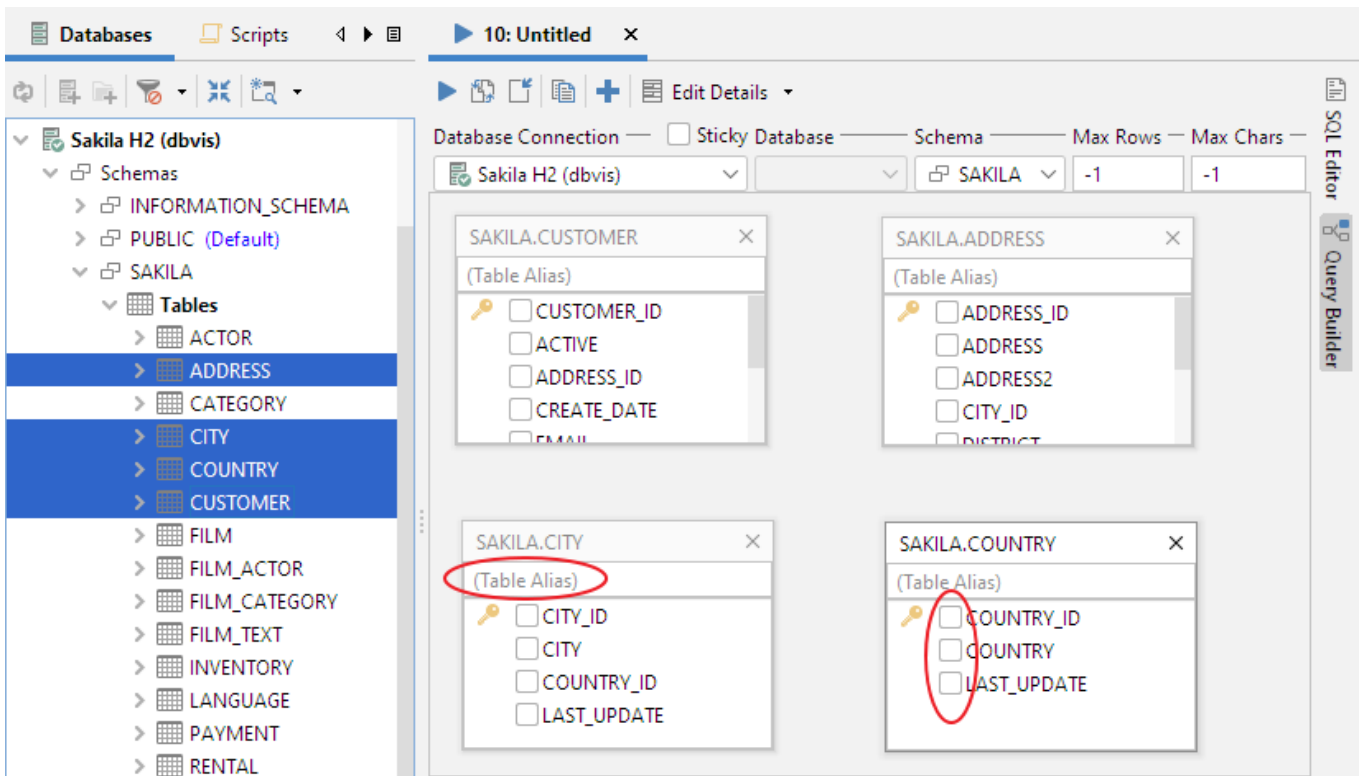 Databases
Scripts
10: Untitled
Edit Details
Database Connection
Sticky
Database
Schema
Max Rows
Max Chars
Sakila H2 (dbvis)
SAKILA
-1
-1
SQL Editor
Query Builder
Sakila H2 (dbvis)
Schemas
INFORMATION_SCHEMA
PUBLIC (Default)
SAKILA
Tables
ACTOR
ADDRESS
CATEGORY
CITY
COUNTRY
CUSTOMER
FILM
FILM_ACTOR
FILM_CATEGORY
FILM_TEXT
INVENTORY
LANGUAGE
PAYMENT
RENTAL
SAKILA.CUSTOMER
(Table Alias)
CUSTOMER_ID
ACTIVE
ADDRESS_ID
CREATE_DATE
EMAIL
SAKILA.ADDRESS
(Table Alias)
ADDRESS_ID
ADDRESS
ADDRESS2
CITY_ID
DISTRICT
SAKILA.CITY
(Table Alias)
CITY_ID
CITY
COUNTRY_ID
LAST_UPDATE
SAKILA.COUNTRY
(Table Alias)
COUNTRY_ID
COUNTRY
LAST_UPDATE